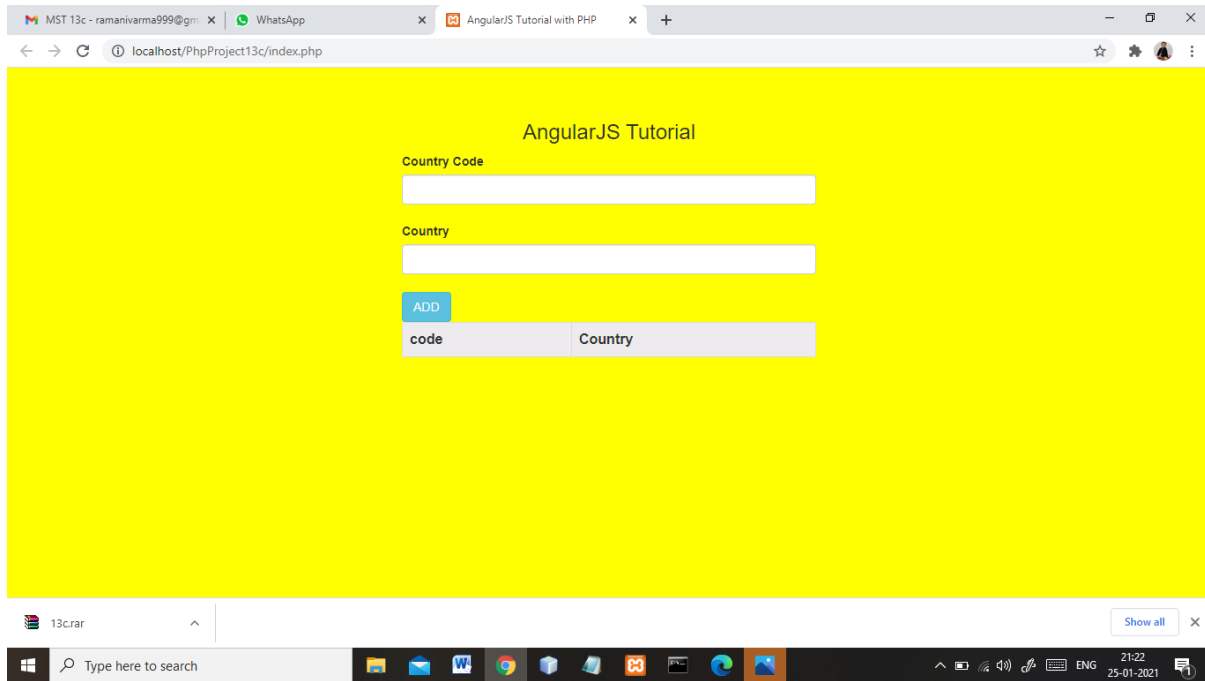 MST 13c - ramanivarma999@gm
WhatsApp
AngularJS Tutorial with PHP
localhost/PhpProject13c/index.php
AngularJS Tutorial
Country Code
Country
ADD
code Country
13c.rar
Show all
Type here to search
ENG
21:22
25-01-2021
1